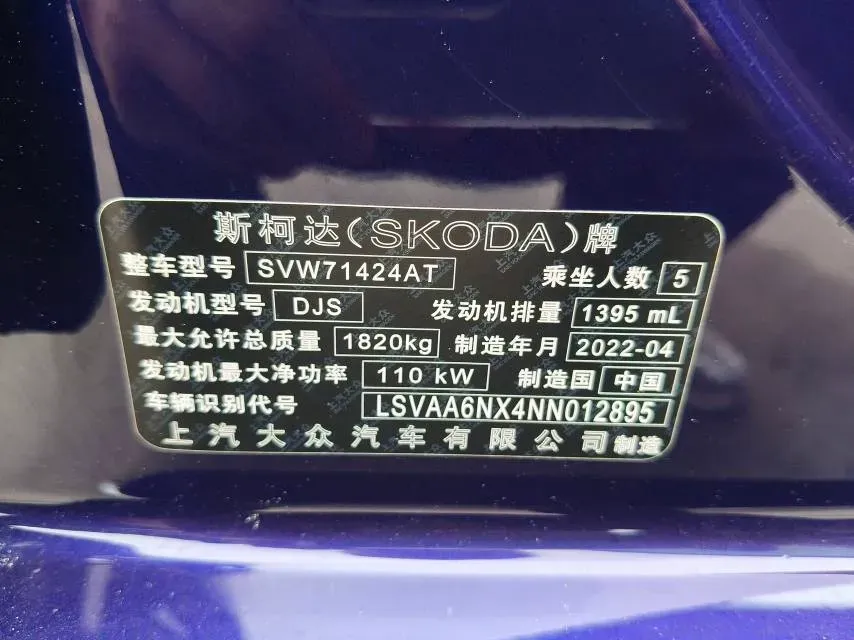 斯柯达(SKODA)牌
整车型号 SVW71424AT 乘坐人数 5
发动机型号 DJS 发动机排量 1395 mL
最大允许总质量 1820kg 制造年月 2022-04
发动机最大净功率 110 kW 制造国 中国
车辆识别代号 LSVAA6NX4NN012895
上汽大众汽车有限公司制造